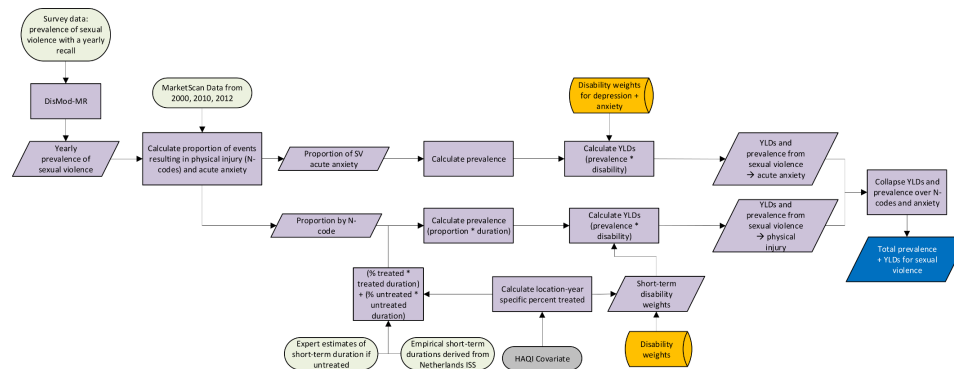 Survey data:
prevalence of sexual
violence with a yearly
recall
DisMod-MR
Yearly
prevalence of
sexual violence
MarketScan Data from
2000, 2010, 2012
Calculate proportion of events
resulting in physical injury (N-
codes) and acute anxiety
Proportion of SV
acute anxiety
Calculate prevalence
Disability weights
for depression +
anxiety
Calculate YLDs
(prevalence *
disability)
YLDs and
prevalence from
sexual violence
→ acute anxiety
Collapse YLDs and
prevalence over N-
codes and anxiety
Proportion by N-
code
Calculate prevalence
(proportion * duration)
Calculate YLDs
(prevalence *
disability)
YLDs and
prevalence from
sexual violence
→ physical
injury
Total prevalence
+ YLDs for sexual
violence
(% treated *
treated duration)
+ (% untreated *
untreated
duration)
Calculate location-year
specific percent treated
Short-term
disability
weights
Expert estimates of
short-term duration if
untreated
Empirical short-term
durations derived from
Netherlands ISS
HAQI Covariate
Disability
weights